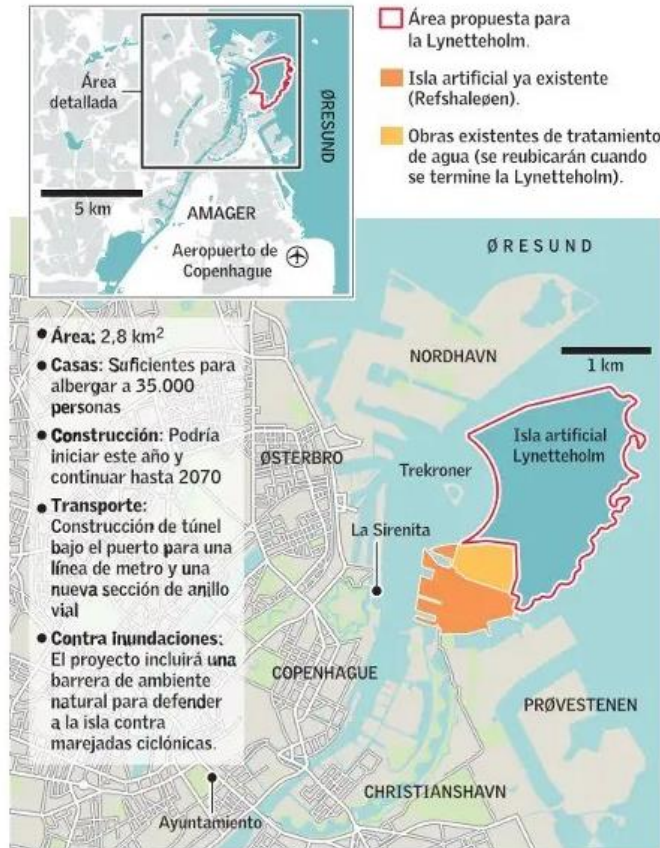 Área
detallada
5 km
ØRESUND
AMAGER
Aeropuerto de
Copenhague
Área propuesta para
la Lynetteholm.
Isla artificial ya existente
(Refshaleøen).
Obras existentes de tratamiento
de agua (se reubicarán cuando
se termine la Lynetteholm).
ØRESUND
NORDHAVN
1 km
Isla artificial
Lynetteholm
ØSTERBRO
Trekroner
La Sirenita
COPENHAGUE
PRØVESTENEN
CHRISTIANSHAVN
Ayuntamiento
• Área: 2,8 km²
• Casas: Suficientes para
albergar a 35.000
personas
• Construcción: Podría
iniciar este año y
continuar hasta 2070
• Transporte:
Construcción de túnel
bajo el puerto para una
línea de metro y una
nueva sección de anillo
vial
• Contra inundaciones:
El proyecto incluirá una
barrera de ambiente
natural para defender
a la isla contra
marejadas ciclónicas.